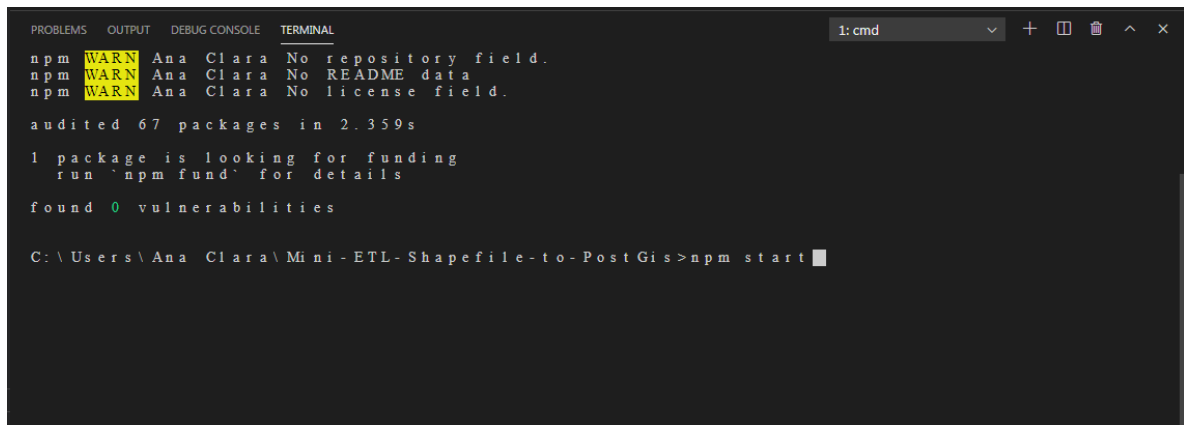 PROBLEMS OUTPUT DEBUG CONSOLE TERMINAL 1: cmd
npm WARN Ana Clara No repository field.
npm WARN Ana Clara No README data
npm WARN Ana Clara No license field.
audited 67 packages in 2.359s
1 package is looking for funding
run `npm fund` for details
found 0 vulnerabilities
C:\Users\Ana Clara\Mini-ETL-Shapefile-to-PostGis>npm start